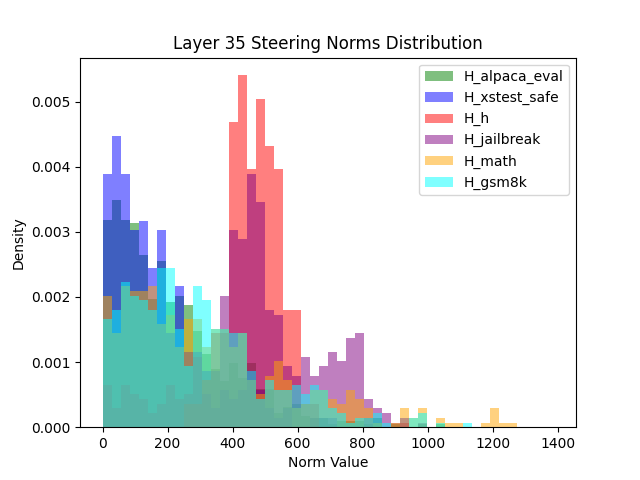 Layer 35 Steering Norms Distribution
H_alpaca_eval
H_xstest_safe
H_h
H_jailbreak
H_math
H_gsm8k
Density
0.005
0.004
0.003
0.002
0.001
0.000
0 200 400 600 800 1000 1200 1400
Norm Value